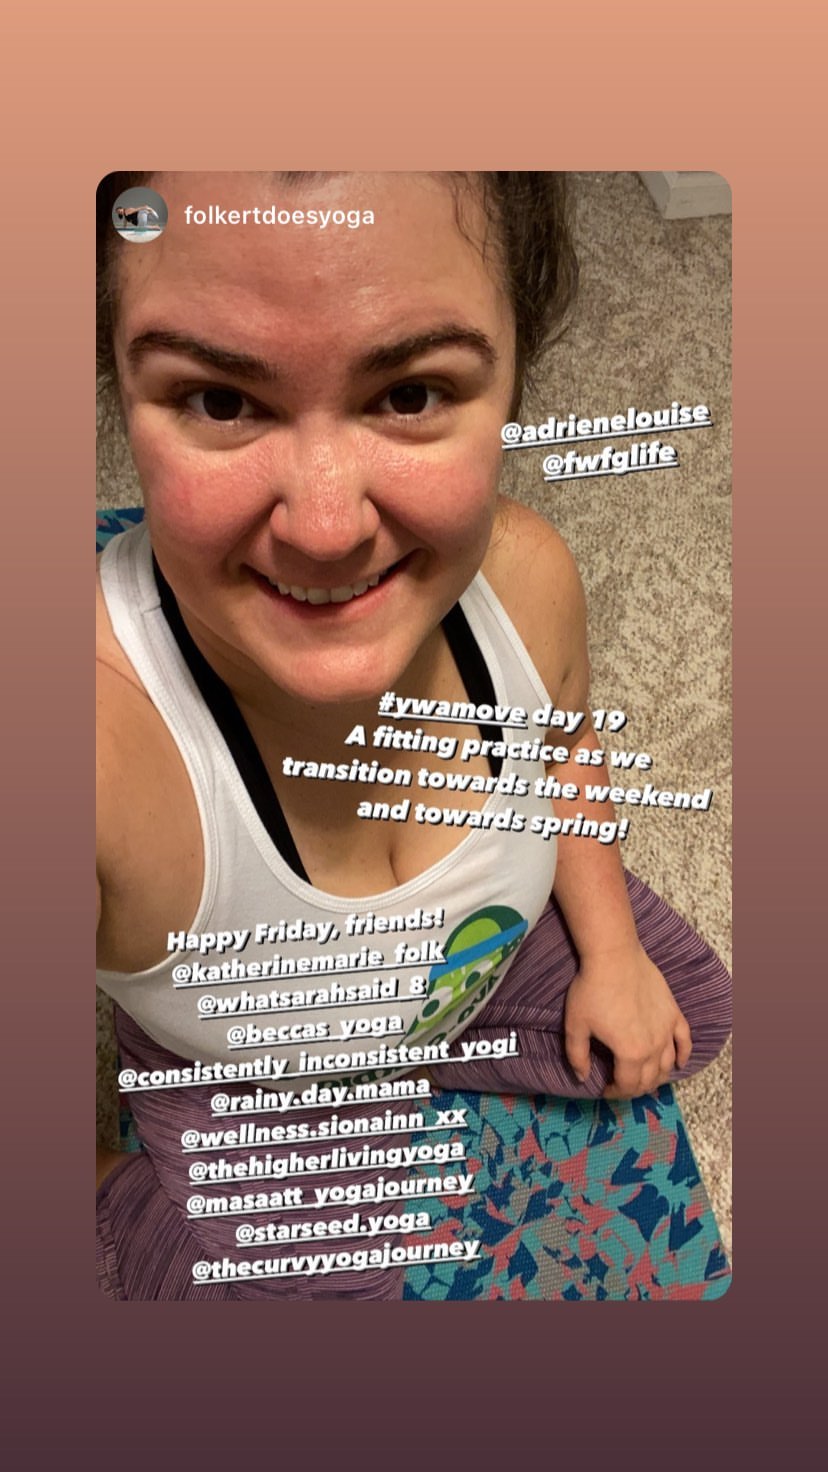 folkertdoesyoga
@adrienelouise
@fwfglife
#ywamove day 19
A fitting practice as we
transition towards the weekend
and towards spring!
Happy Friday, friends!
@katherinemarie_folk
@whatsarahsaid_8
@beccas_yoga
@consistently_inconsistent_yogi
@rainy.day.mama
@wellness.sionainn_xx
@thehigherlivingyoga
@masaatt_yogajourney
@starseed.yoga
@thecurvyyogajourney